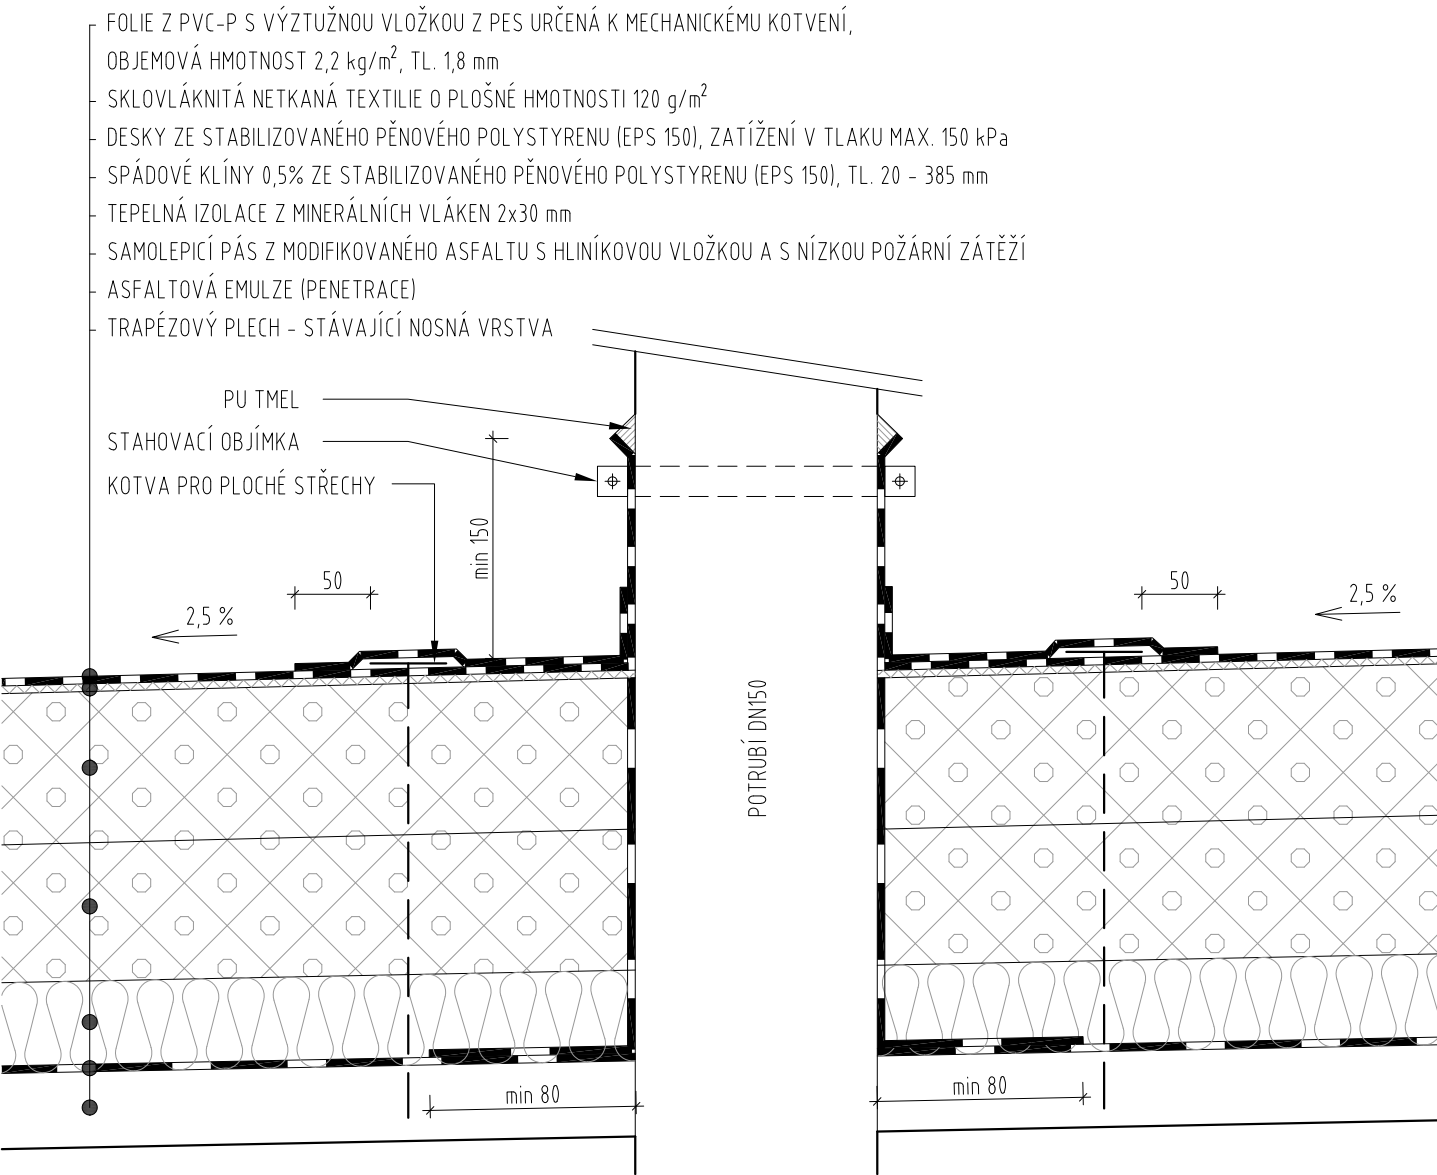 FOLIE Z PVC-P S VÝZTUŽNOU VLOŽKOU Z PES URČENÁ K MECHANICKÉMU KOTVENÍ,
OBJEMOVÁ HMOTNOST 2,2 kg/m², TL. 1,8 mm
SKLOVLÁKNITÁ NETKANÁ TEXTILIE O PLOŠNÉ HMOTNOSTI 120 g/m²
DESKY ZE STABILIZOVANÉHO PĚNOVÉHO POLYSTYRENU (EPS 150), ZATÍŽENÍ V TLAKU MAX. 150 kPa
SPÁDOVÉ KLÍNY 0,5% ZE STABILIZOVANÉHO PĚNOVÉHO POLYSTYRENU (EPS 150), TL. 20 - 385 mm
TEPELNÁ IZOLACE Z MINERÁLNÍCH VLÁKEN 2x30 mm
SAMOLEPICÍ PÁS Z MODIFIKOVANÉHO ASFALTU S HLINÍKOVOU VLOŽKOU A S NÍZKOU POŽÁRNÍ ZÁTĚŽÍ
ASFALTOVÁ EMULZE (PENETRACE)
TRAPÉZOVÝ PLECH - STÁVAJÍCÍ NOSNÁ VRSTVA
PU TMEL
STAHOVACÍ OBJÍMKA
KOTVA PRO PLOCHÉ STŘECHY
min 150
50
50
2,5 %
2,5 %
POTRUBÍ DN150
min 80
min 80